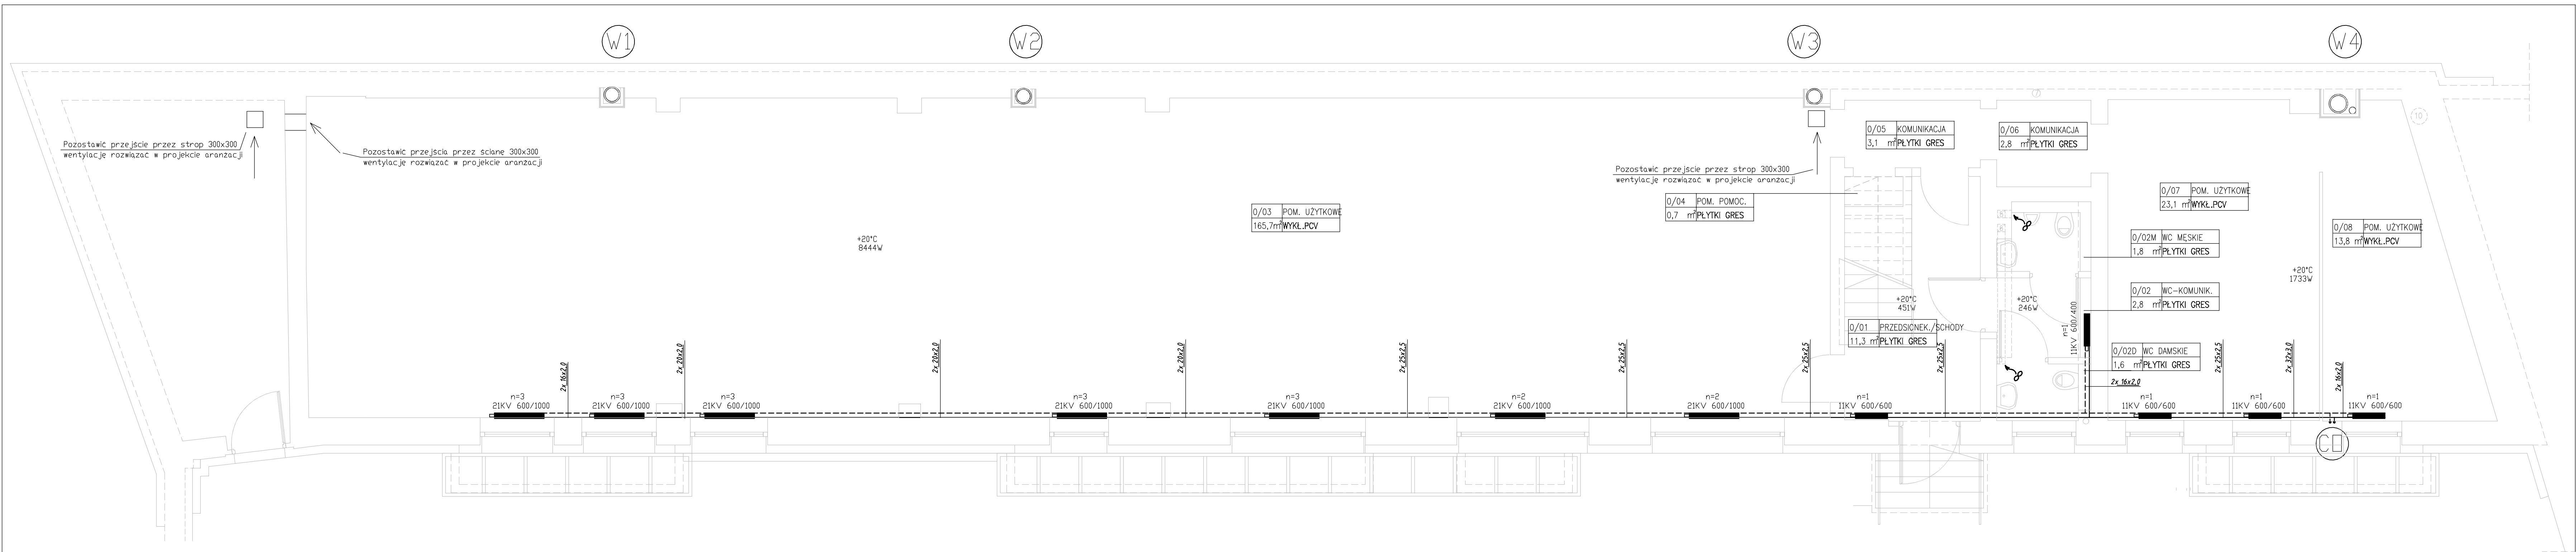 W1
W2
W3
W4
Pozostawić przejście przez strop 300x300
wentylację rozwiązać w projekcie aranżacji
Pozostawić przejścia przez ścianę 300x300
wentylację rozwiązać w projekcie aranżacji
Pozostawić przejście przez strop 300x300
wentylację rozwiązać w projekcie aranżacji
0/03 POM. UŻYTKOWE
165,7m² WYKŁ.PCV
+20°C
8444W
0/04 POM. POMOC.
0,7 m² PŁYTKI GRES
0/05 KOMUNIKACJA
3,1 m² PŁYTKI GRES
0/06 KOMUNIKACJA
2,8 m² PŁYTKI GRES
7
10
0/07 POM. UŻYTKOWE
23,1 m² WYKŁ.PCV
0/08 POM. UŻYTKOWE
13,8 m² WYKŁ.PCV
0/02M WC MĘSKIE
1,8 m² PŁYTKI GRES
0/02 WC-KOMUNIK.
2,8 m² PŁYTKI GRES
0/02D WC DAMSKIE
1,6 m² PŁYTKI GRES
+20°C
1733W
+20°C
451W
+20°C
246W
0/01 PRZEDSIONEK./SCHODY
11,3 m² PŁYTKI GRES
n=1
11KV 600/400
2x 16x2,0
2x 16x2,0
2x 20x2,0
2x 20x2,0
2x 20x2,0
2x 25x2,5
2x 25x2,5
2x 25x2,5
2x 25x2,5
2x 25x2,5
2x 32x3,0
2x 16x2,0
n=3
21KV 600/1000
n=3
21KV 600/1000
n=3
21KV 600/1000
n=3
21KV 600/1000
n=3
21KV 600/1000
n=2
21KV 600/1000
n=2
21KV 600/1000
n=1
11KV 600/600
n=1
11KV 600/600
n=1
11KV 600/600
n=1
11KV 600/600